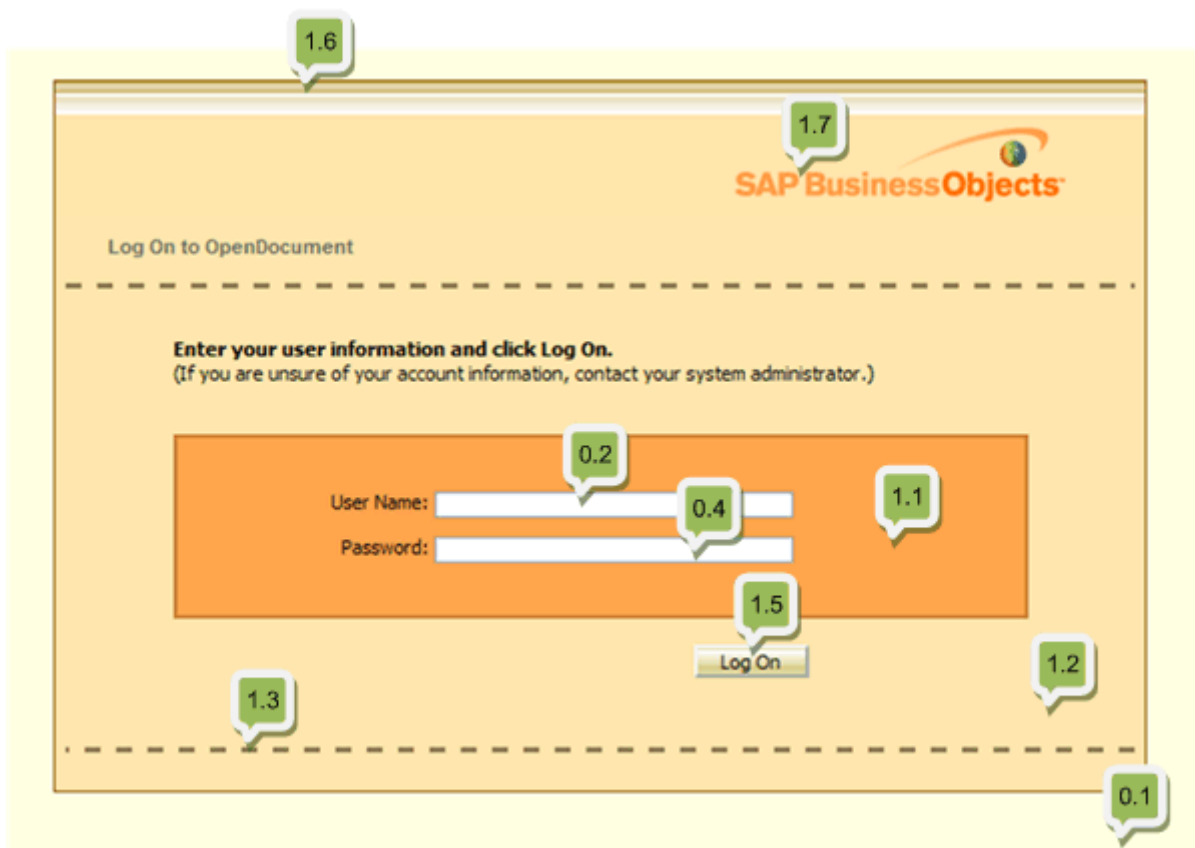 1.6
1.7
SAP BusinessObjects™
Log On to OpenDocument
Enter your user information and click Log On.
(If you are unsure of your account information, contact your system administrator.)
0.2
User Name:
0.4
1.1
Password:
1.5
Log On
1.2
1.3
0.1